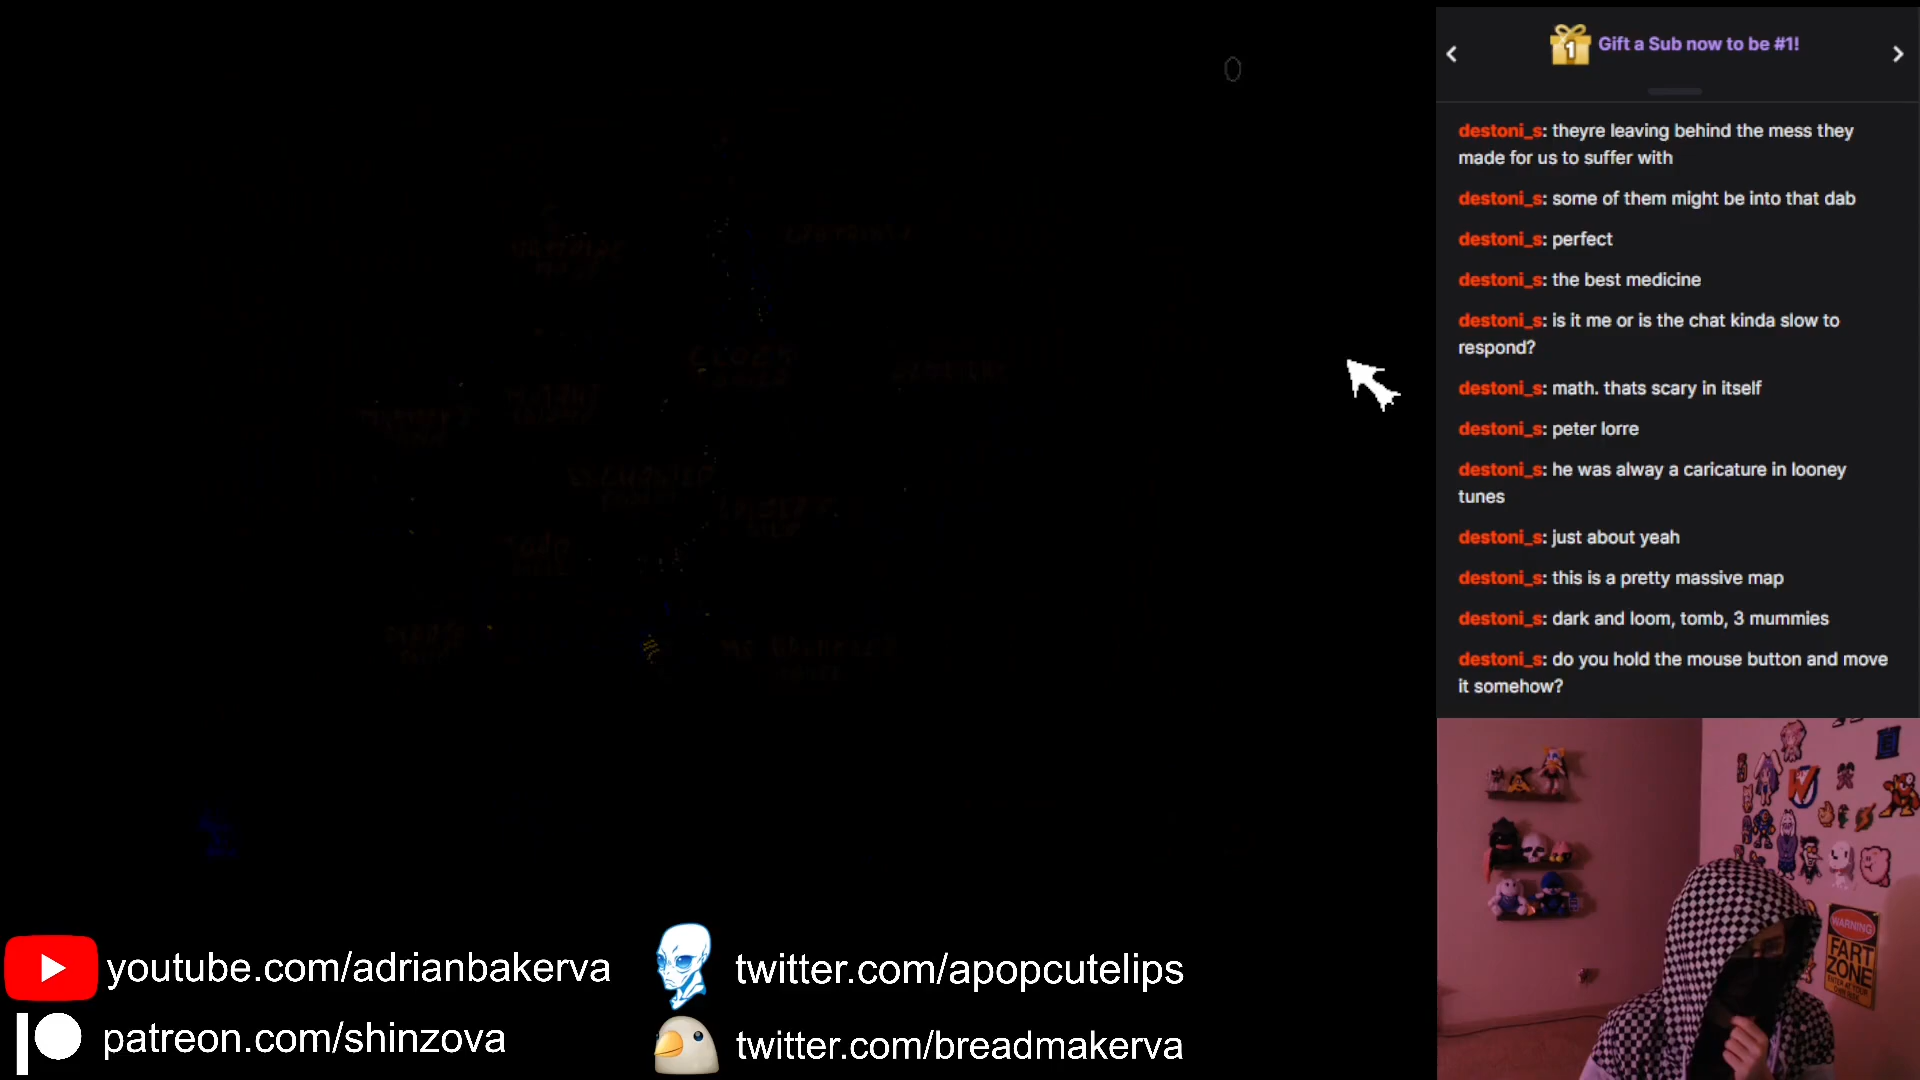 Gift a Sub now to be #1!
1
destoni_s: theyre leaving behind the mess they
made for us to suffer with
destoni_s: some of them might be into that dab
destoni_s: perfect
destoni_s: the best medicine
destoni_s: is it me or is the chat kinda slow to
respond?
destoni_s: math. thats scary in itself
destoni_s: peter lorre
destoni_s: he was alway a caricature in looney
tunes
destoni_s: just about yeah
destoni_s: this is a pretty massive map
destoni_s: dark and loom, tomb, 3 mummies
destoni_s: do you hold the mouse button and move
it somehow?
WARNING
FART
ZONE
youtube.com/adrianbakerva
twitter.com/apopcutelips
patreon.com/shinzova
twitter.com/breadmakerva